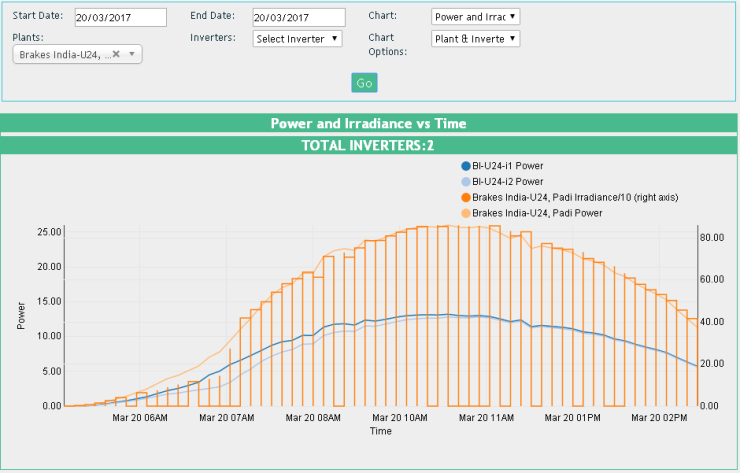 Start Date: 20/03/2017 End Date: 20/03/2017 Chart: Power and Irrac
Plants: Inverters: Select Inverter Chart Options: Plant & Inverte
Brakes India-U24, ...
Go
Power and Irradiance vs Time
TOTAL INVERTERS:2
BI-U24-i1 Power
BI-U24-i2 Power
Brakes India-U24, Padi Irradiance/10 (right axis)
Brakes India-U24, Padi Power
25.00
20.00
15.00
10.00
5.00
0.00
Power
80.00
60.00
40.00
20.00
0.00
Mar 20 06AM Mar 20 07AM Mar 20 08AM Mar 20 10AM Mar 20 11AM Mar 20 01PM Mar 20 02PM
Time